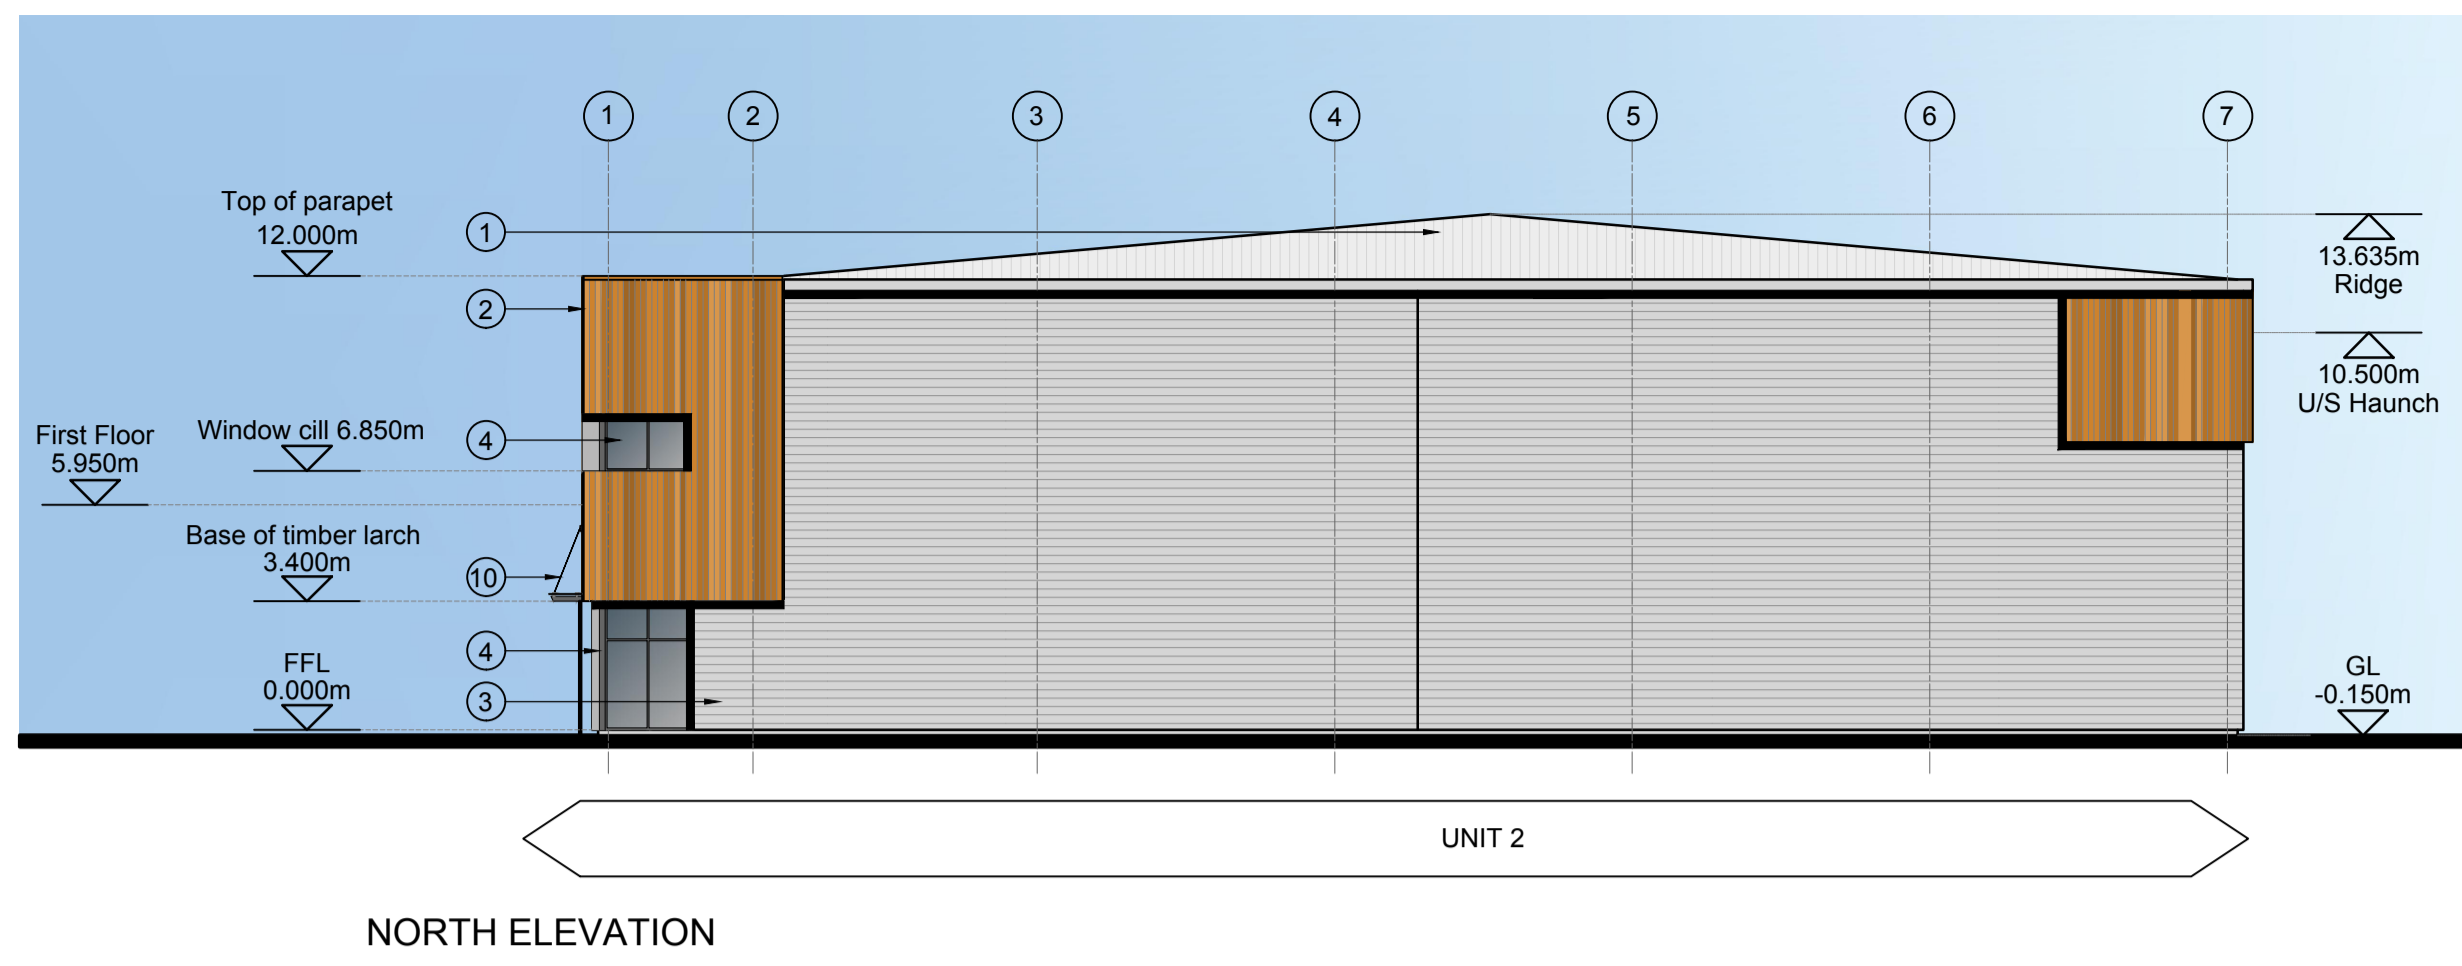 1
2
3
4
5
6
7
Top of parapet
12.000m
1
13.635m
Ridge
2
10.500m
U/S Haunch
First Floor
5.950m
Window cill 6.850m
4
Base of timber larch
3.400m
10
4
FFL
0.000m
3
GL
-0.150m
UNIT 2
NORTH ELEVATION